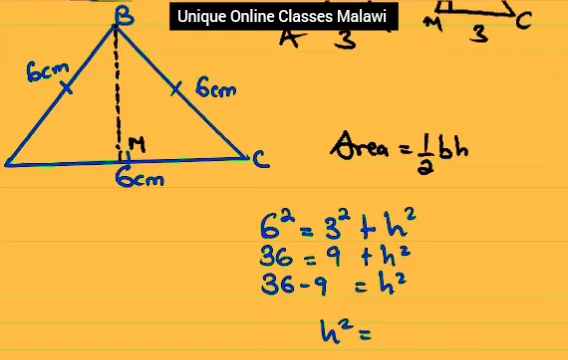 Unique Online Classes Malawi
B
M
C
A
3
3
6cm
6cm
M
C
6cm
Area = 1/2 bh
6² = 3² + h²
36 = 9 + h²
36 - 9 = h²
h² =